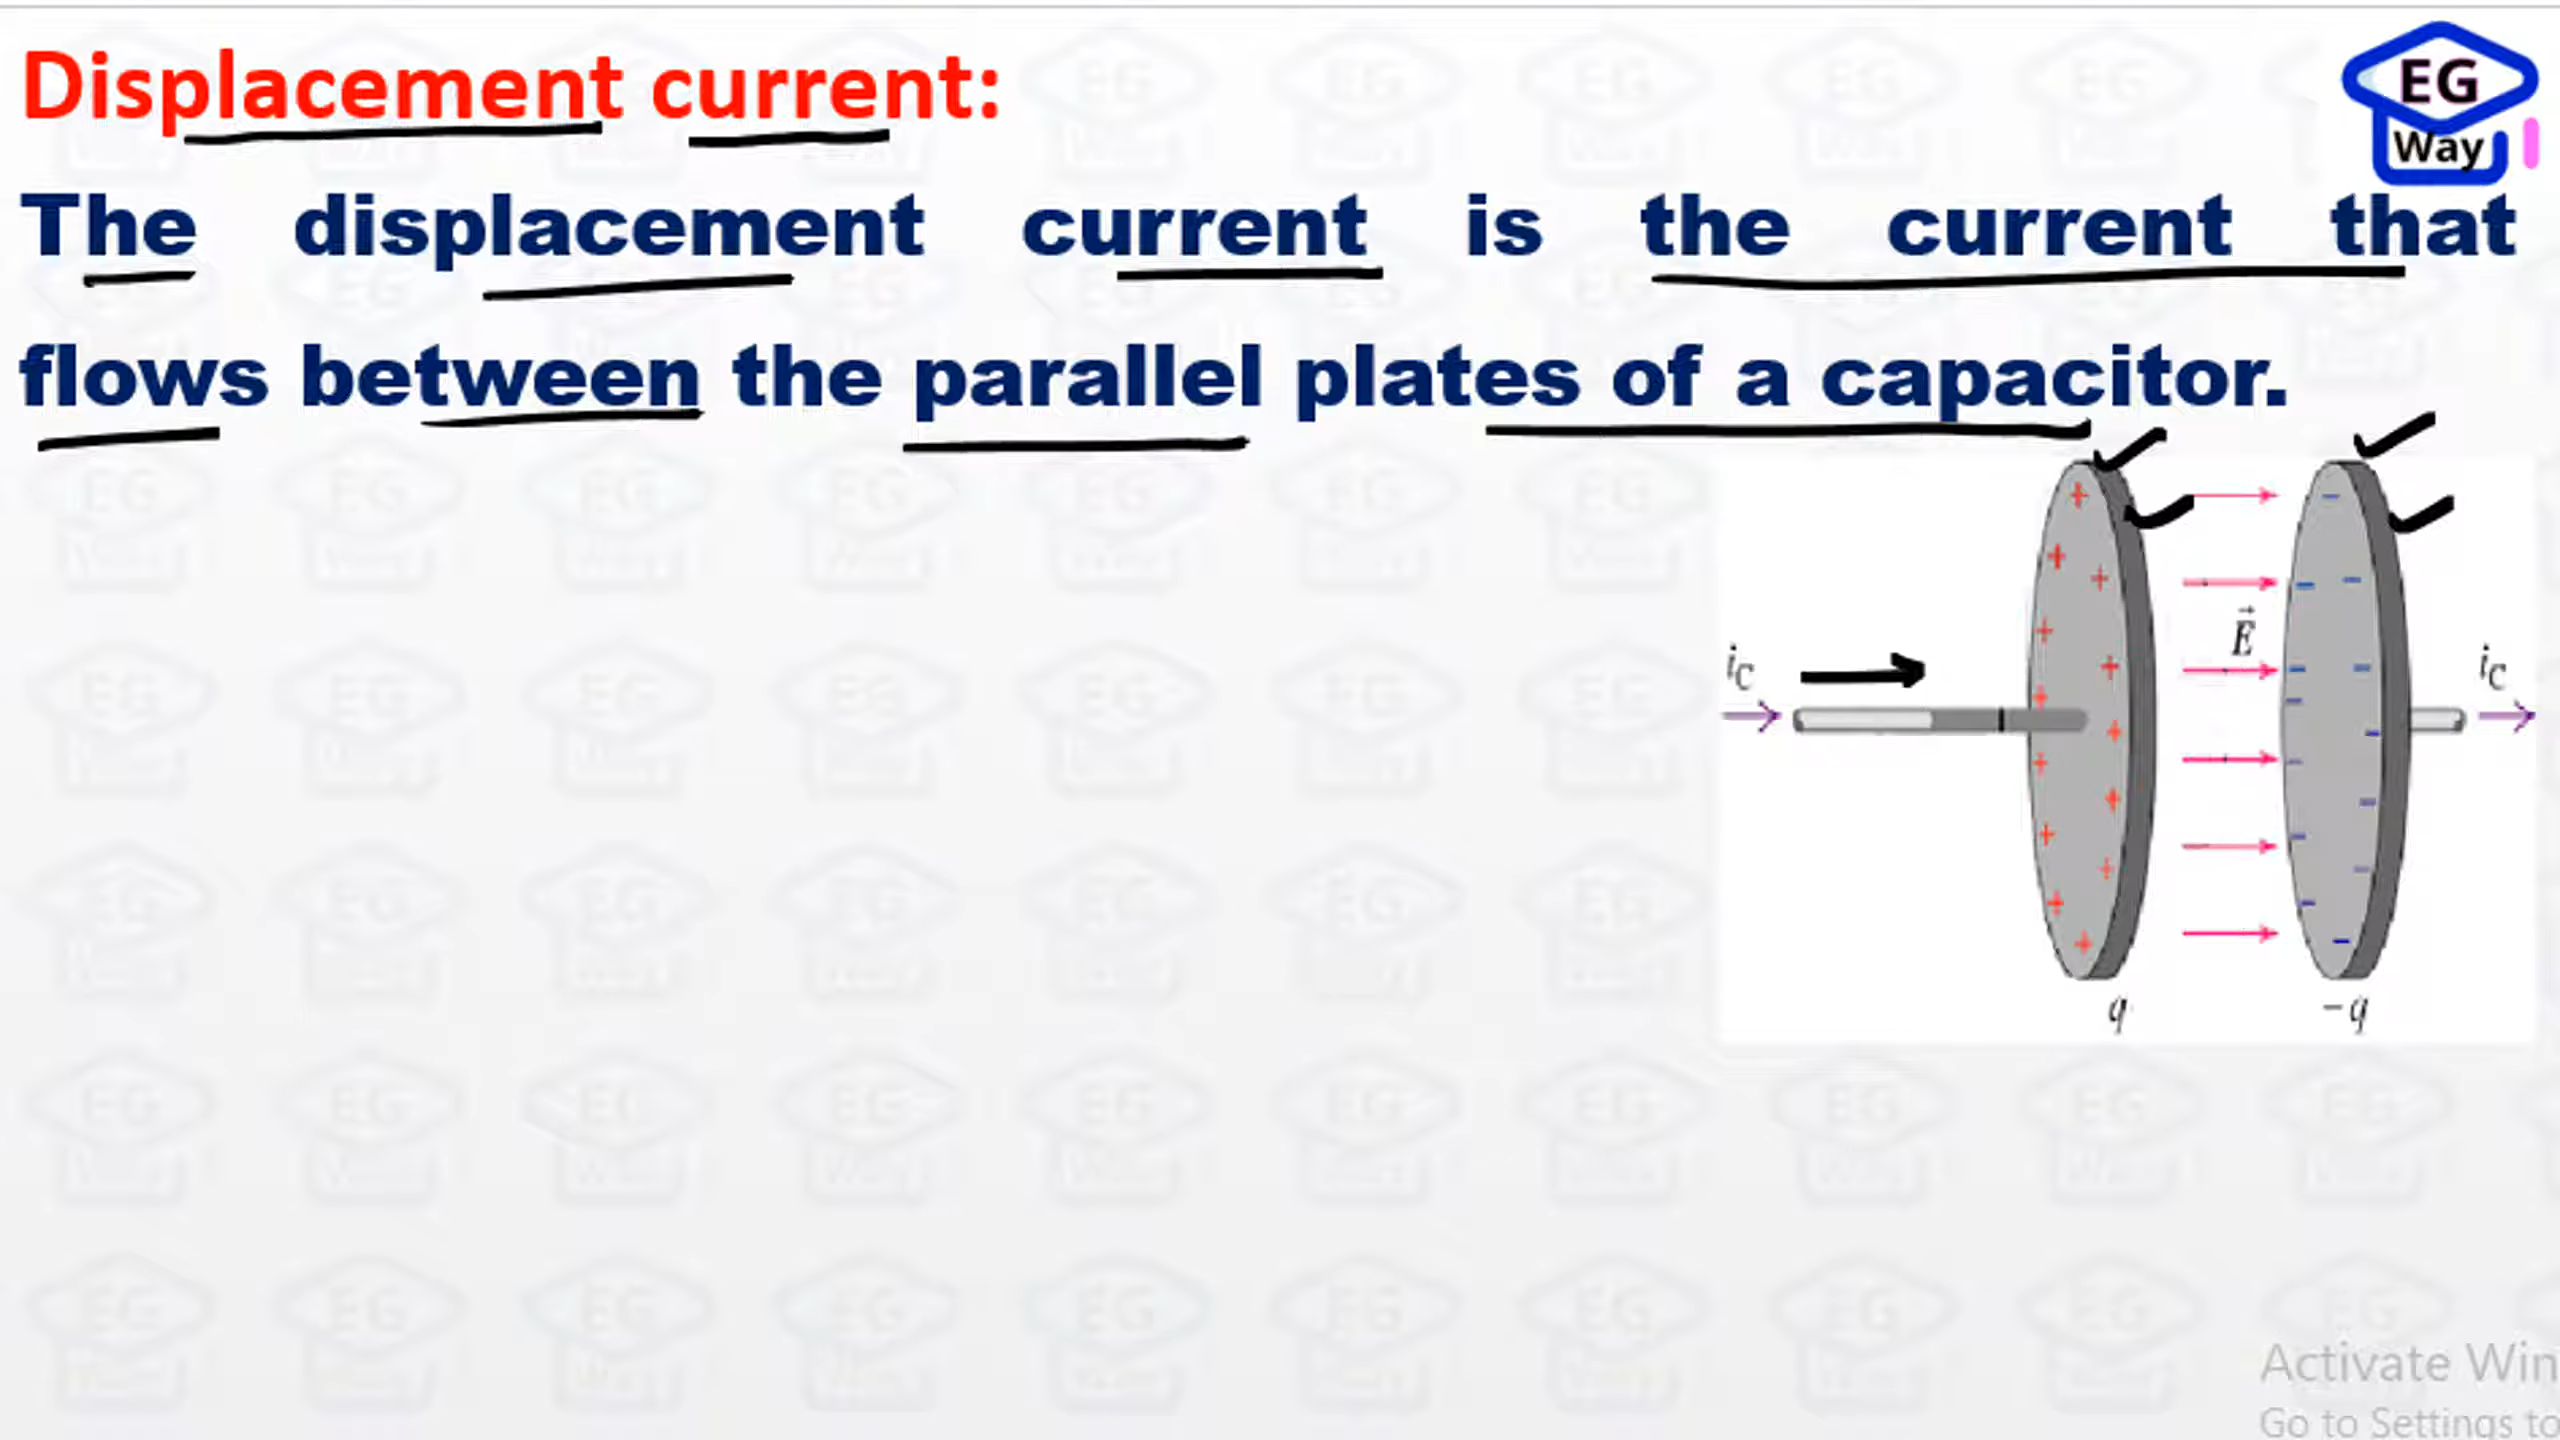 Displacement current:
EG
Way
The displacement current is the current that
flows between the parallel plates of a capacitor.
E
iC
iC
q
-q
Activate Win
Go to Settings to